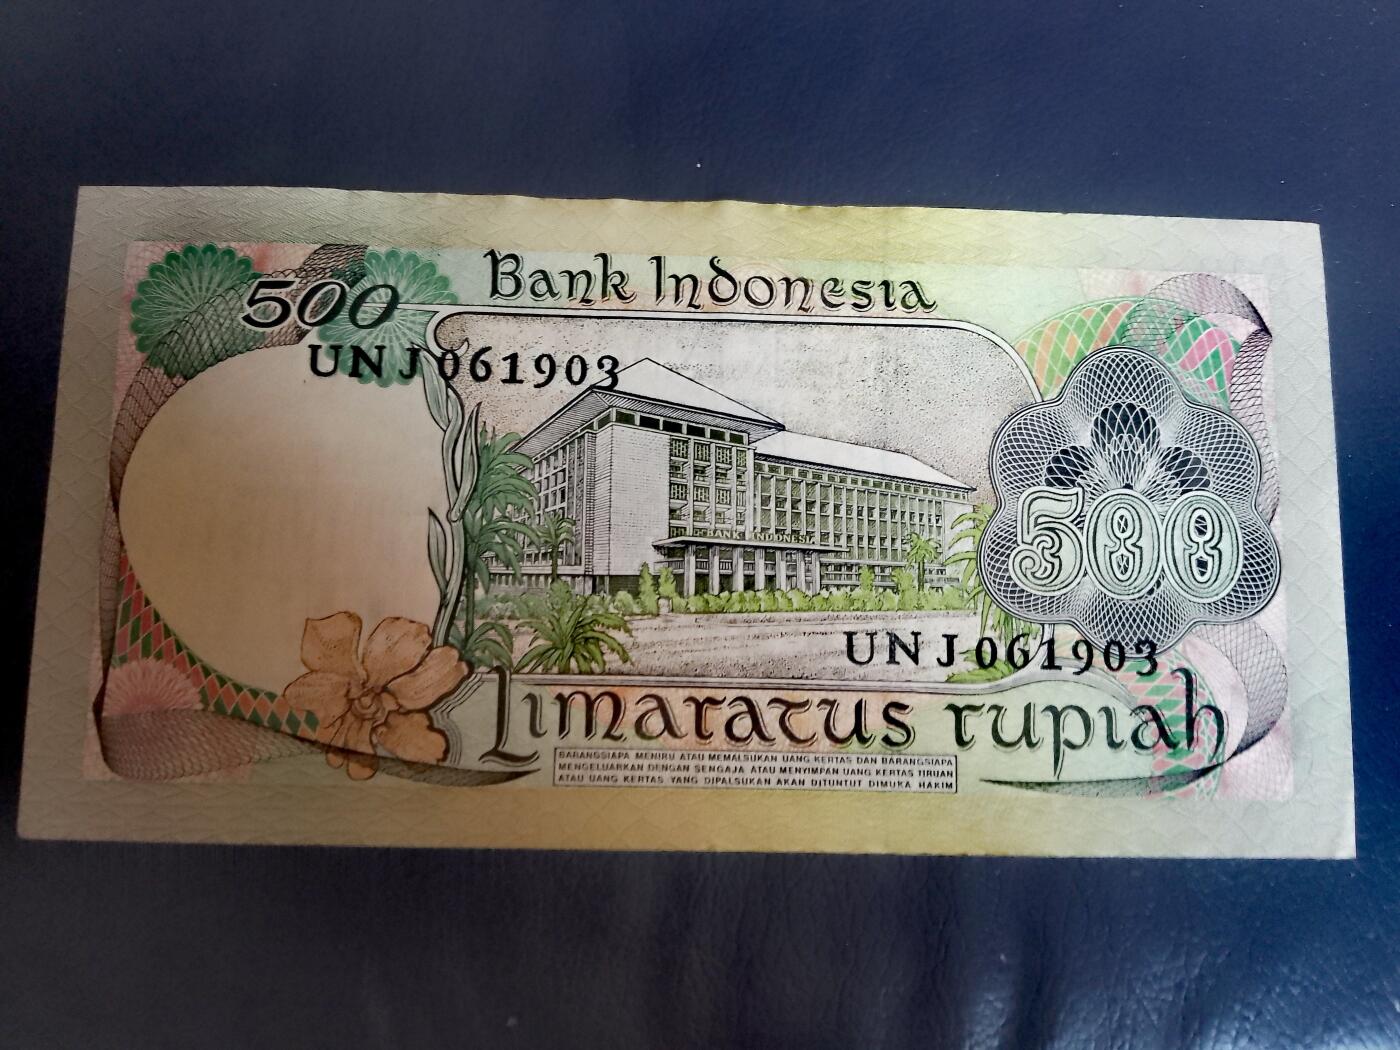 Bank Indonesia
500
UNJ061903
BANK INDONESIA
500
UNJ061903
Limaratus rupiah
BARANGSIAPA MENIRU ATAU MEMALSUKAN UANG KERTAS DAN BARANGSIAPA
MENGELUARKAN DENGAN SENGAJA ATAU MENYIMPAN UANG KERTAS TIRUAN
ATAU UANG KERTAS YANG DIPALSUKAN AKAN DITUNTUT DIMUKA HAKIM